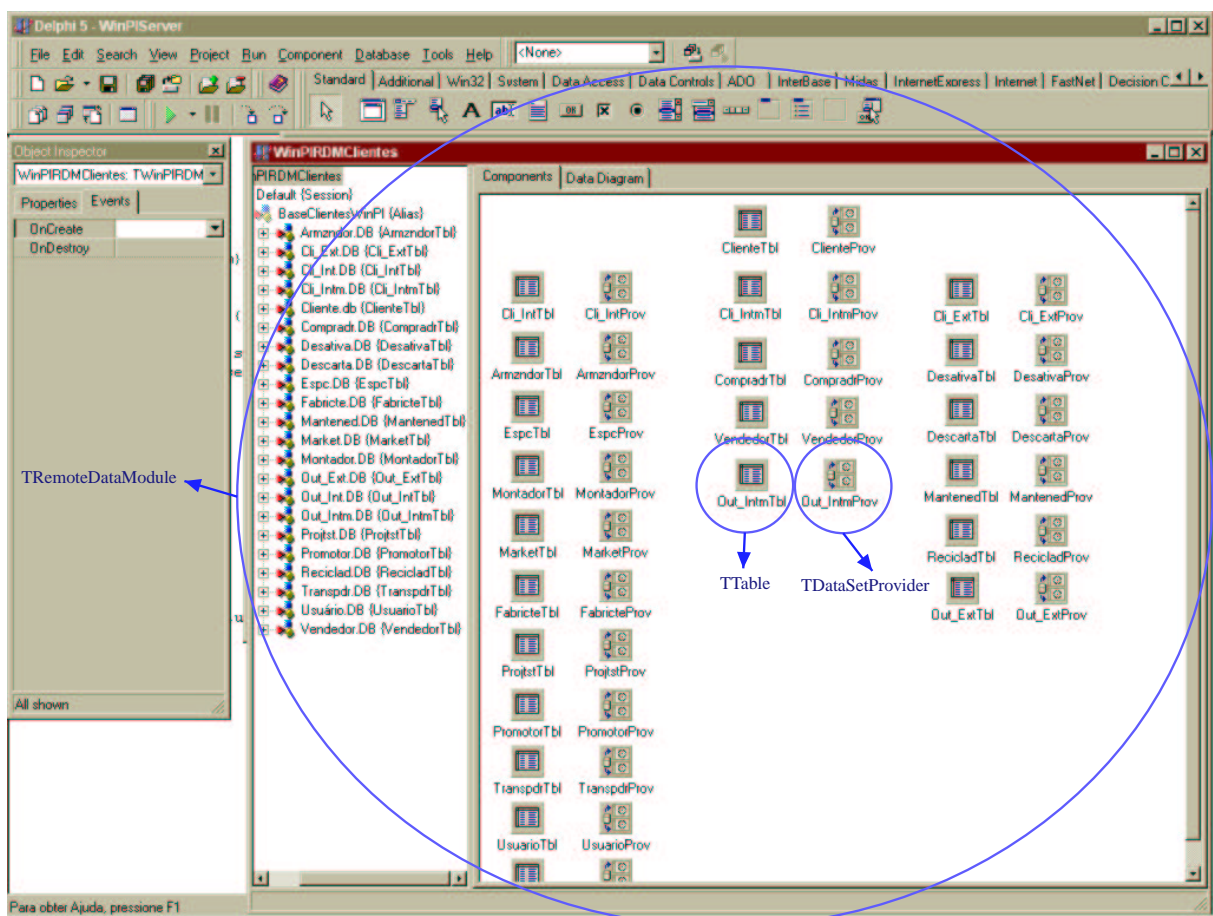 Delphi 5 - WinPIServer
File Edit Search View Project Run Component Database Tools Help <None>
Standard Additional Win32 System Data Access Data Controls ADO InterBase Midas InternetExpress Internet FastNet Decision C
Object Inspector
WinPIRDMClientes: TWinPIRDM
Properties Events
OnCreate
OnDestroy
All shown
WinPIRDMClientes
PIRDMClientes
Default {Session}
BaseClientesWinPI {Alias}
Armzndor.DB {ArmzndorTbl}
Cli_Ext.DB {Cli_ExtTbl}
Cli_Int.DB {Cli_IntTbl}
Cli_Intm.DB {Cli_IntmTbl}
Cliente.db {ClienteTbl}
Compradr.DB {CompradrTbl}
Desativa.DB {DesativaTbl}
Descarta.DB {DescartaTbl}
Espc.DB {EspcTbl}
Fabricte.DB {FabricteTbl}
Mantened.DB {MantenedTbl}
Market.DB {MarketTbl}
Montador.DB {MontadorTbl}
Out_Ext.DB {Out_ExtTbl}
Out_Int.DB {Out_IntTbl}
Out_Intm.DB {Out_IntmTbl}
Projtst.DB {ProjtstTbl}
Promotor.DB {PromotorTbl}
Reciclad.DB {RecicladTbl}
Transpdr.DB {TranspdrTbl}
Usuário.DB {UsuarioTbl}
Vendedor.DB {VendedorTbl}
Components Data Diagram
ClienteTbl ClienteProv
Cli_IntTbl Cli_IntProv Cli_IntmTbl Cli_IntmProv Cli_ExtTbl Cli_ExtProv
ArmzndorTbl ArmzndorProv CompradrTbl CompradrProv DesativaTbl DesativaProv
EspcTbl EspcProv VendedorTbl VendedorProv DescartaTbl DescartaProv
MontadorTbl MontadorProv Out_IntmTbl Out_IntmProv MantenedTbl MantenedProv
MarketTbl MarketProv RecicladTbl RecicladProv
FabricteTbl FabricteProv Out_ExtTbl Out_ExtProv
ProjtstTbl ProjtstProv
PromotorTbl PromotorProv
TranspdrTbl TranspdrProv
UsuarioTbl UsuarioProv
TRemoteDataModule
TTable
TDataSetProvider
Para obter Ajuda, pressione F1